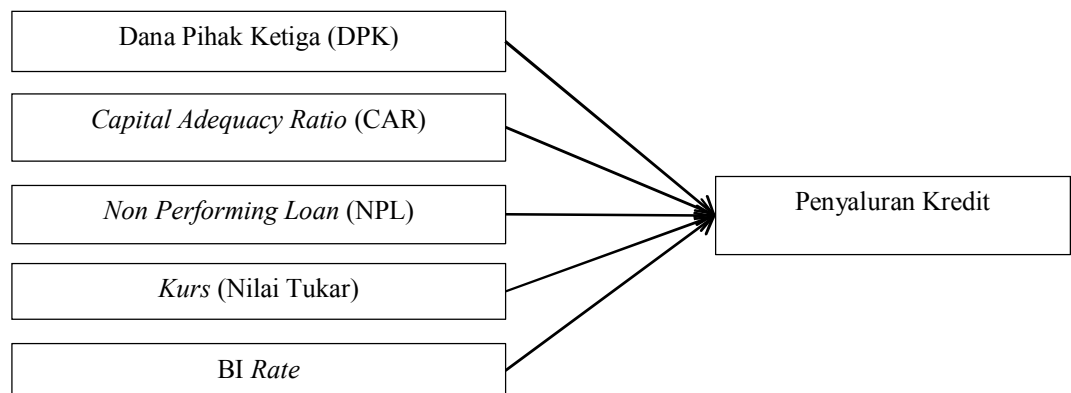 Dana Pihak Ketiga (DPK)
Capital Adequacy Ratio (CAR)
Non Performing Loan (NPL)
Penyaluran Kredit
Kurs (Nilai Tukar)
BI Rate